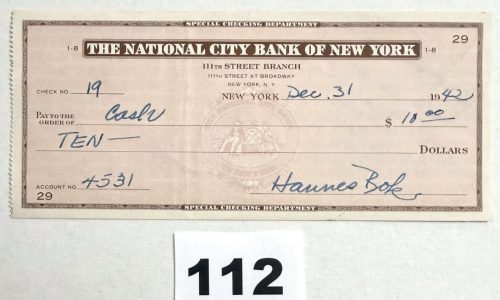 SPECIAL CHECKING DEPARTMENT
29
1-8 THE NATIONAL CITY BANK OF NEW YORK 1-8
111TH STREET BRANCH
111TH STREET AT BROADWAY
NEW YORK, N. Y.
CHECK NO. 19 NEW YORK Dec. 31 1942
PAY TO THE ORDER OF Cash $ 10 00
TEN— DOLLARS
ACCOUNT NO. 4531 Hannes Bok
29
SPECIAL CHECKING DEPARTMENT
112